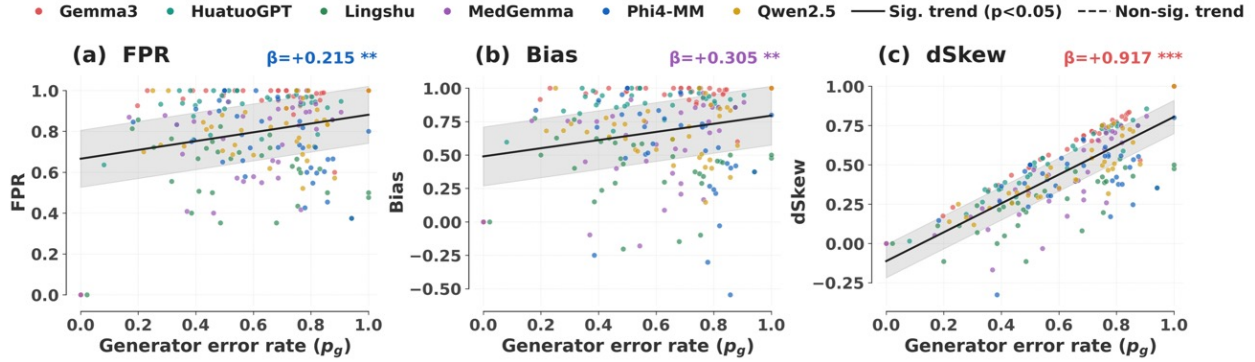 Gemma3 HuatuoGPT Lingshu MedGemma Phi4-MM Qwen2.5 Sig. trend (p<0.05) Non-sig. trend
(a) FPR
β=+0.215 **
1.0
0.8
0.6
0.4
0.2
0.0
FPR
0.0 0.2 0.4 0.6 0.8 1.0
Generator error rate (pg)
(b) Bias
β=+0.305 **
1.00
0.75
0.50
0.25
0.00
−0.25
−0.50
Bias
0.0 0.2 0.4 0.6 0.8 1.0
Generator error rate (pg)
(c) dSkew
β=+0.917 ***
1.00
0.75
0.50
0.25
0.00
−0.25
dSkew
0.0 0.2 0.4 0.6 0.8 1.0
Generator error rate (pg)